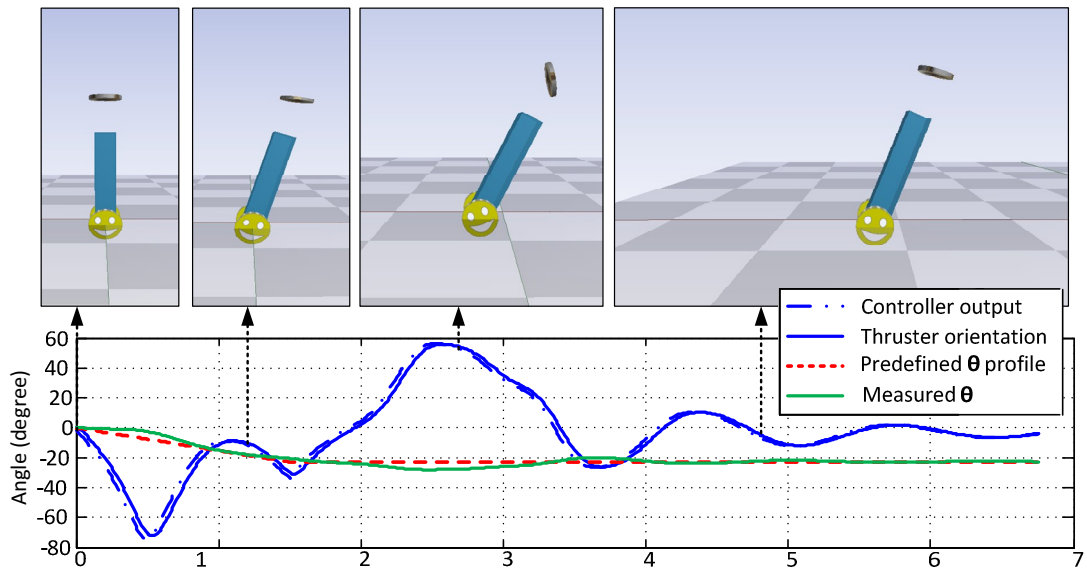 Controller output
Thruster orientation
Predefined θ profile
Measured θ
Angle (degree)
60
40
20
0
-20
-40
-60
-80
0 1 2 3 4 5 6 7